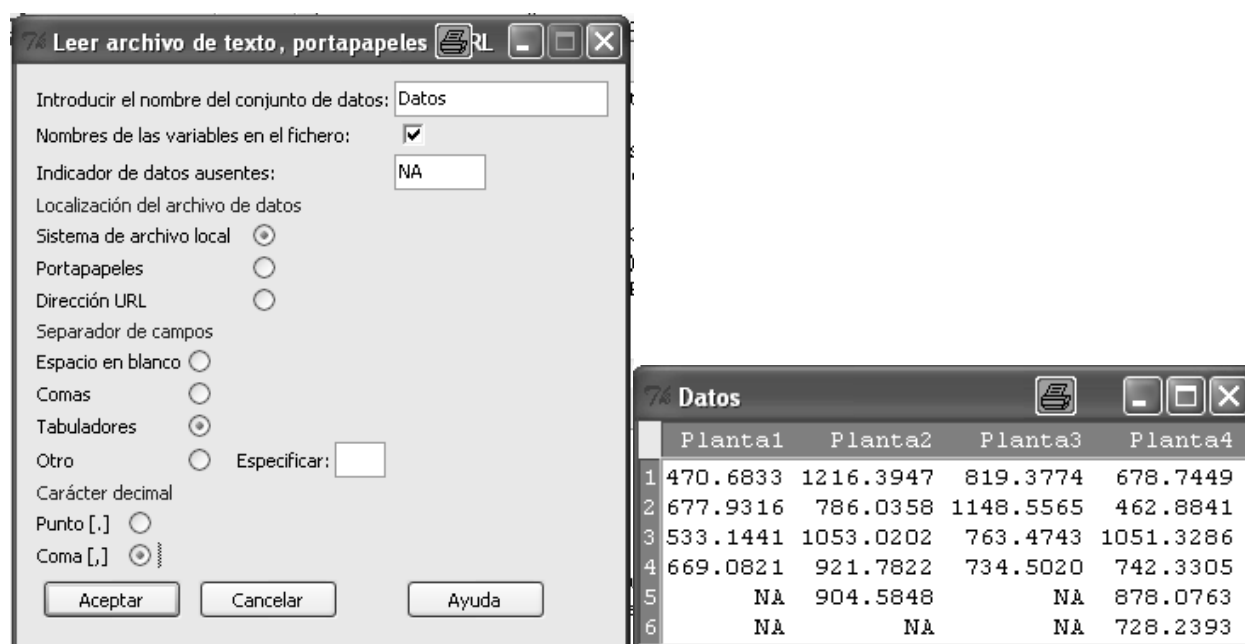 Leer archivo de texto, portapapeles RL
Introducir el nombre del conjunto de datos: Datos
Nombres de las variables en el fichero:
Indicador de datos ausentes: NA
Localización del archivo de datos
Sistema de archivo local
Portapapeles
Dirección URL
Separador de campos
Espacio en blanco
Comas
Tabuladores
Otro Especificar:
Carácter decimal
Punto [.]
Coma [,]
Aceptar Cancelar Ayuda
Datos
Planta1 Planta2 Planta3 Planta4
1 470.6833 1216.3947 819.3774 678.7449
2 677.9316 786.0358 1148.5565 462.8841
3 533.1441 1053.0202 763.4743 1051.3286
4 669.0821 921.7822 734.5020 742.3305
5 NA 904.5848 NA 878.0763
6 NA NA NA 728.2393